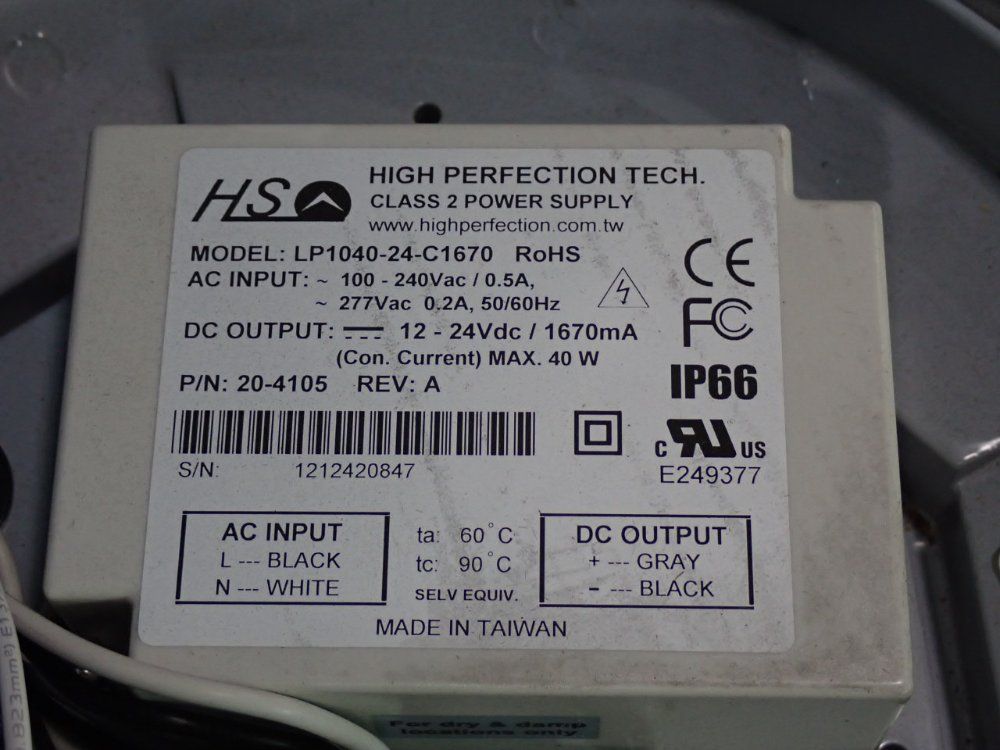 HS
HIGH PERFECTION TECH.
CLASS 2 POWER SUPPLY
www.highperfection.com.tw
MODEL: LP1040-24-C1670 RoHS
AC INPUT: ~ 100 - 240Vac / 0.5A,
~ 277Vac 0.2A, 50/60Hz
DC OUTPUT: 12 - 24Vdc / 1670mA
(Con. Current) MAX. 40 W
P/N: 20-4105 REV: A
CE
FC
IP66
S/N: 1212420847
c RU US
E249377
AC INPUT
L --- BLACK
N --- WHITE
ta: 60°C
tc: 90°C
SELV EQUIV.
DC OUTPUT
+ --- GRAY
- --- BLACK
MADE IN TAIWAN
For dry & damp
locations only